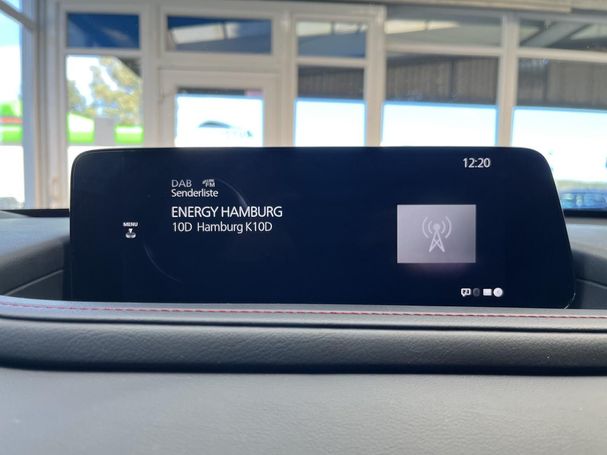 12:20
DAB
Senderliste
ENERGY HAMBURG
MENU
10D Hamburg K10D